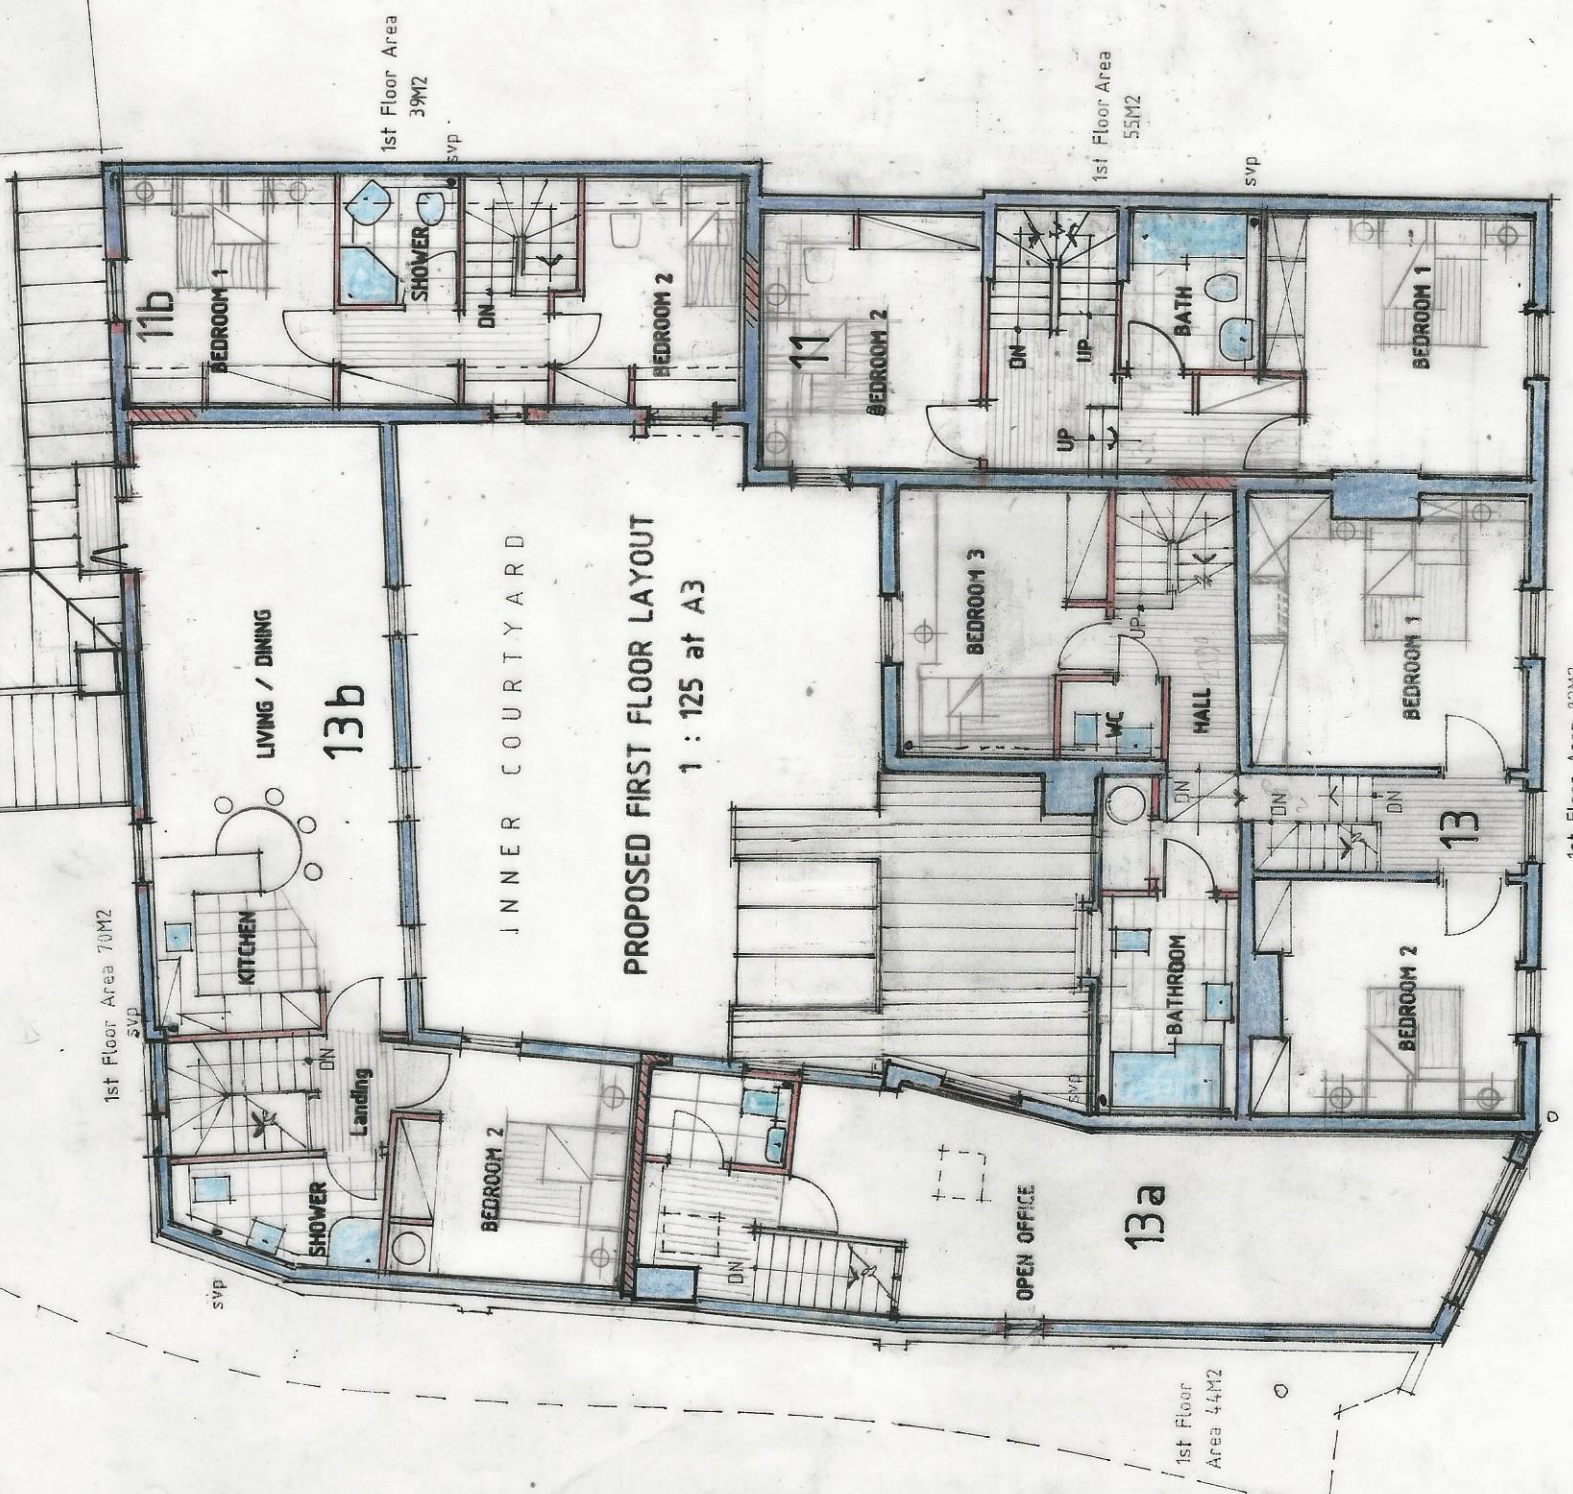 1st Floor Area
39M2
svp
1st Floor Area
55M2
svp
11b
BEDROOM 1
SHOWER
DN
BEDROOM 2
11
BEDROOM 2
DN
UP
UP
BATH
BEDROOM 1
LIVING / DINING
13b
KITCHEN
INNER COURTYARD
PROPOSED FIRST FLOOR LAYOUT
1 : 125 at A3
BEDROOM 3
UP
WC
HALL
DN
DN
DN
BEDROOM 1
13
BATHROOM
BEDROOM 2
svp
1st Floor Area 70M2
svp
DN
Landing
SHOWER
BEDROOM 2
svp
DN
OPEN OFFICE
13a
1st Floor
Area 44M2